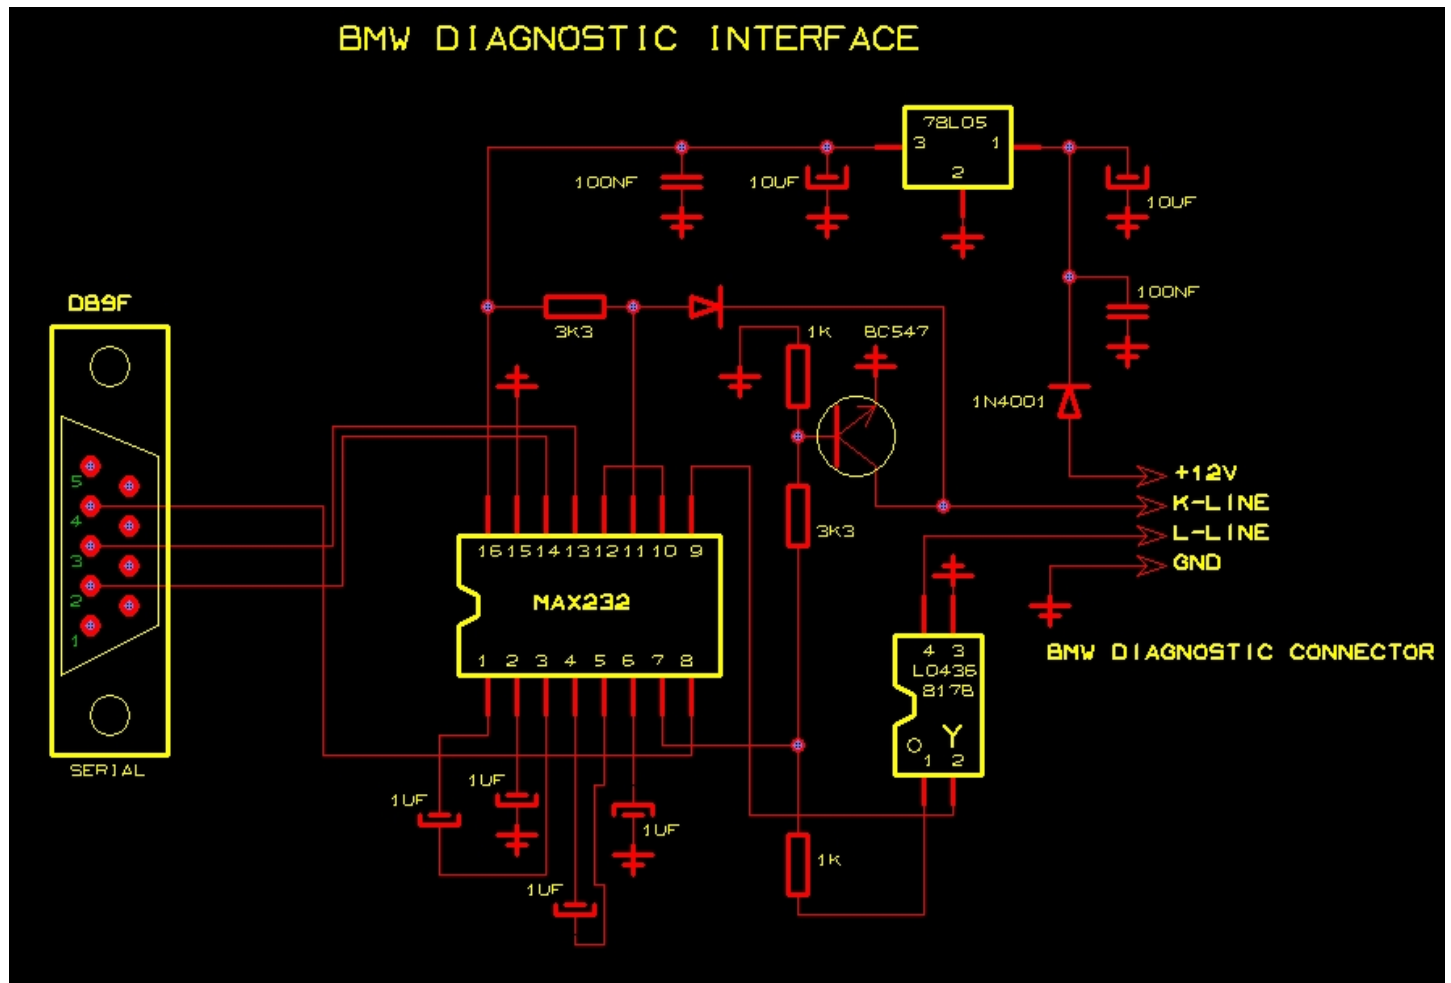 BMW DIAGNOSTIC INTERFACE
78L05
3 1
2
100NF
10UF
10UF
100NF
DB9F
3K3
1K
BC547
1N4001
+12V
K-LINE
L-LINE
GND
5
4
3
2
1
3K3
16 15 14 13 12 11 10 9
MAX232
1 2 3 4 5 6 7 8
BMW DIAGNOSTIC CONNECTOR
4 3
L0436
817B
Y
1 2
SERIAL
1UF
1UF
1UF
1UF
1K